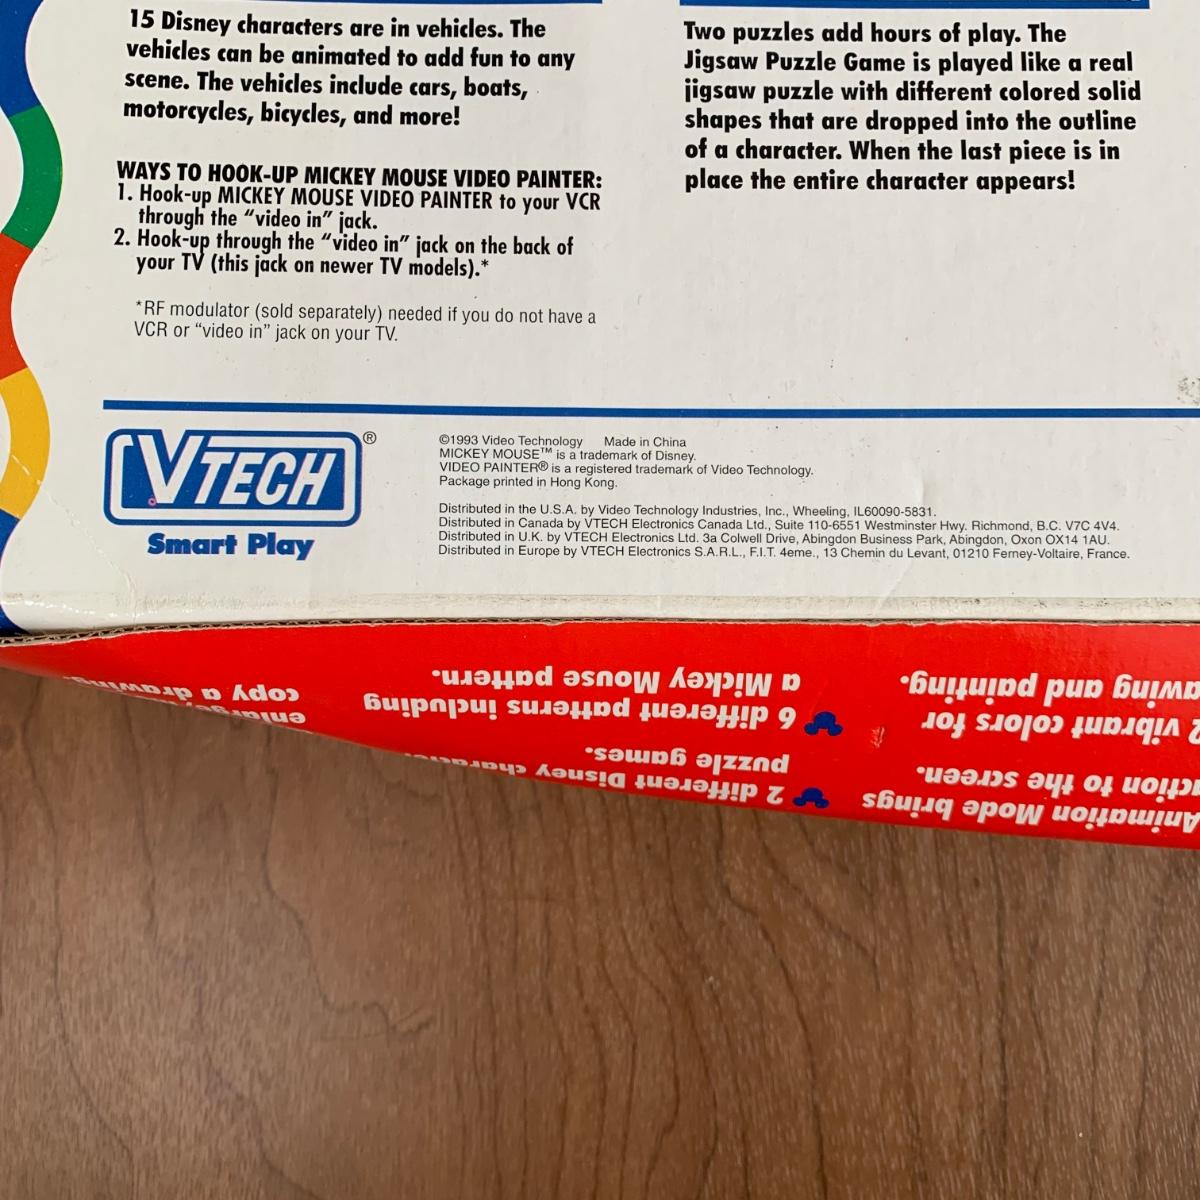 15 Disney characters are in vehicles. The
vehicles can be animated to add fun to any
scene. The vehicles include cars, boats,
motorcycles, bicycles, and more!
WAYS TO HOOK-UP MICKEY MOUSE VIDEO PAINTER:
1. Hook-up MICKEY MOUSE VIDEO PAINTER to your VCR
through the "video in" jack.
2. Hook-up through the "video in" jack on the back of
your TV (this jack on newer TV models).*
*RF modulator (sold separately) needed if you do not have a
VCR or "video in" jack on your TV.
Two puzzles add hours of play. The
Jigsaw Puzzle Game is played like a real
jigsaw puzzle with different colored solid
shapes that are dropped into the outline
of a character. When the last piece is in
place the entire character appears!
VTECH®
Smart Play
©1993 Video Technology Made in China
MICKEY MOUSE™ is a trademark of Disney.
VIDEO PAINTER® is a registered trademark of Video Technology.
Package printed in Hong Kong.
Distributed in the U.S.A. by Video Technology Industries, Inc., Wheeling, IL60090-5831.
Distributed in Canada by VTECH Electronics Canada Ltd., Suite 110-6551 Westminster Hwy. Richmond, B.C. V7C 4V4.
Distributed in U.K. by VTECH Electronics Ltd. 3a Colwell Drive, Abingdon Business Park, Abingdon, Oxon OX14 1AU.
Distributed in Europe by VTECH Electronics S.A.R.L., F.I.T. 4eme., 13 Chemin du Levant, 01210 Ferney-Voltaire, France.
Animation Mode brings
to the screen.
2 vibrant colors for
and painting.
2 different Disney
puzzle games.
6 different patterns including
a Mickey Mouse pattern.
copy a